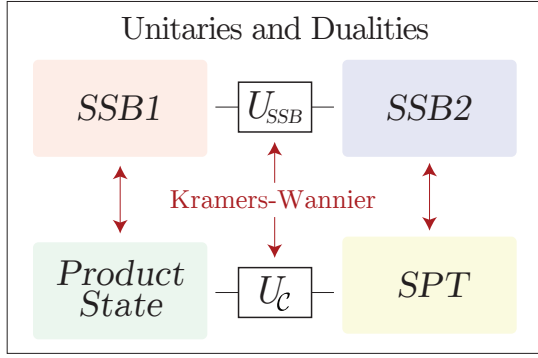 Unitaries and Dualities
SSB1
U_SSB
SSB2
Kramers-Wannier
Product
State
U_C
SPT